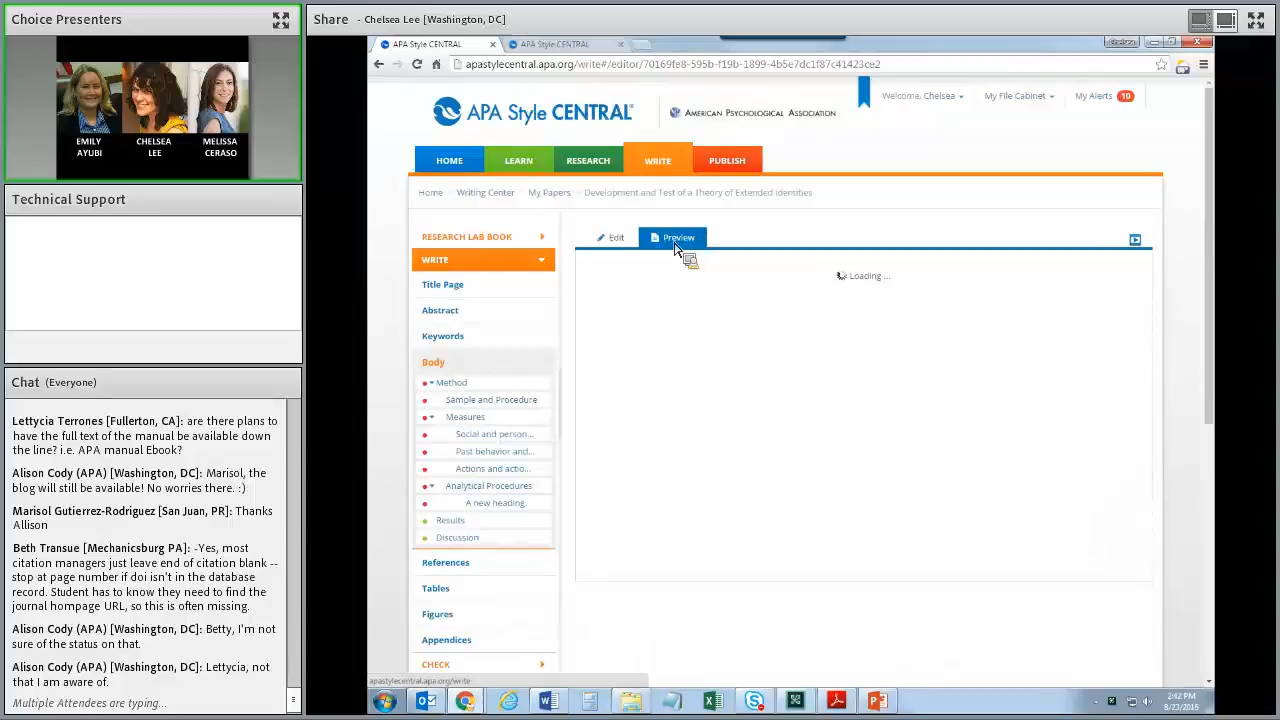 Choice Presenters
EMILY
AYUBI
CHELSEA
LEE
MELISSA
CERASO
Technical Support
Chat (Everyone)
Lettycia Terrones [Fullerton, CA]: are there plans to
have the full text of the manual be available down
the line? i.e. APA manual Ebook?
Alison Cody (APA) [Washington, DC]: Marisol, the
blog will still be available! No worries there. :)
Marisol Gutierrez-Rodriguez [San Juan, PR]: Thanks
Allison
Beth Transue [Mechanicsburg PA]: -Yes, most
citation managers just leave end of citation blank --
stop at page number if doi isn't in the database
record. Student has to know they need to find the
journal hompage URL, so this is often missing.
Alison Cody (APA) [Washington, DC]: Betty, I'm not
sure of the status on that.
Alison Cody (APA) [Washington, DC]: Lettycia, not
that I am aware of.
Multiple Attendees are typing...
Share - Chelsea Lee [Washington, DC]
APA Style CENTRAL
APA Style CENTRAL
Chelsea
apastylecentral.apa.org/write#/editor/70169fe8-595b-f19b-1899-4b5e7dc1f87c41423ce2
APA Style CENTRAL®
AMERICAN PSYCHOLOGICAL ASSOCIATION
Welcome, Chelsea
My File Cabinet
My Alerts 10
HOME
LEARN
RESEARCH
WRITE
PUBLISH
Home
Writing Center
My Papers
Development and Test of a Theory of Extended Identities
RESEARCH LAB BOOK
WRITE
Title Page
Abstract
Keywords
Body
Method
Sample and Procedure
Measures
Social and person...
Past behavior and...
Actions and actio...
Analytical Procedures
A new heading.
Results
Discussion
References
Tables
Figures
Appendices
CHECK
Edit
Preview
Loading ...
apastylecentral.apa.org/write
2:42 PM
8/23/2016